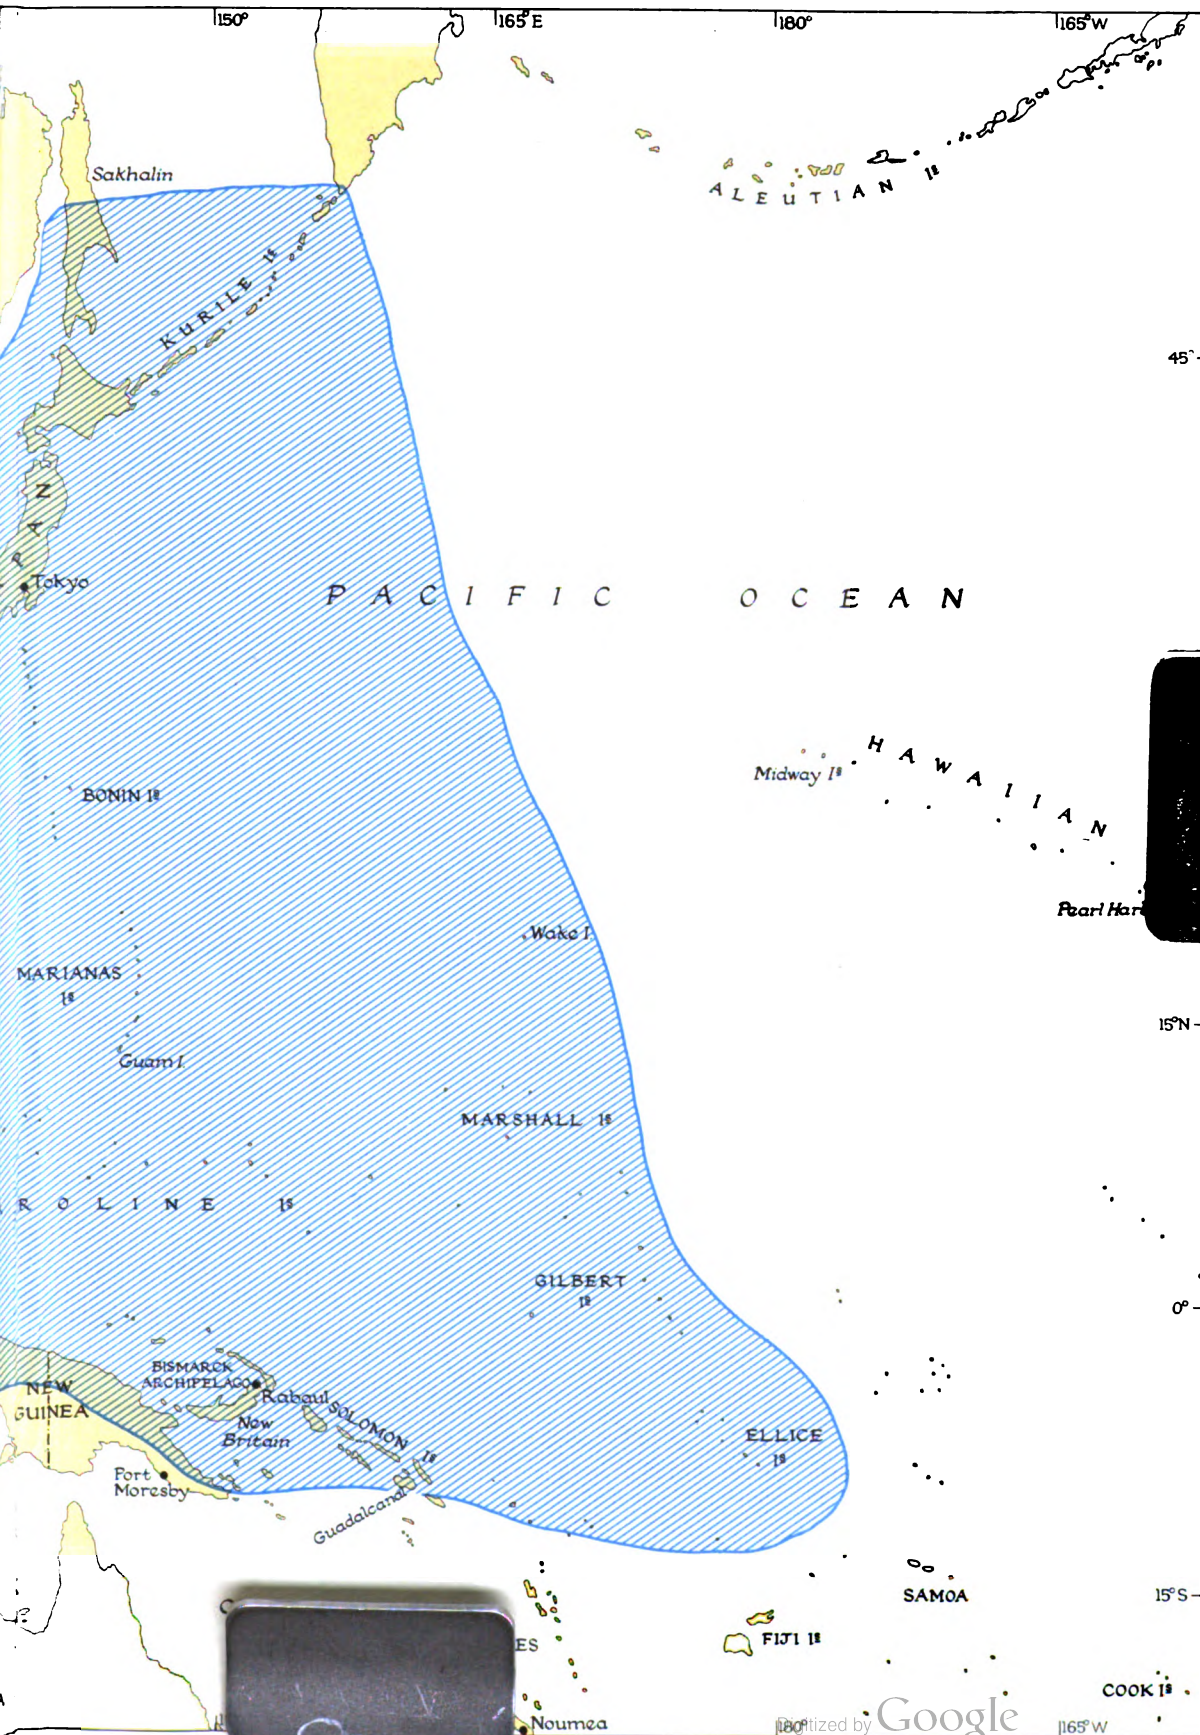 150°
165°E
180°
165°W
Sakhalin
ALEUTIAN Is
KURILE Is
45°
PAN
Tokyo
PACIFIC OCEAN
HAWAIIAN
Midway Is
BONIN Is
Pearl Har
Wake I.
MARIANAS
Is
15°N
Guam I.
MARSHALL Is
ROLINE Is
GILBERT
Is
0°
BISMARCK
ARCHIPELAGO
NEW
GUINEA
Rabaul
SOLOMON Is
New
Britain
ELLICE
Is
Port
Moresby
Guadalcanal
SAMOA
15°S
C
ES
FIJI Is
COOK Is
A
Noumea
180°
Digitized by Google
165°W